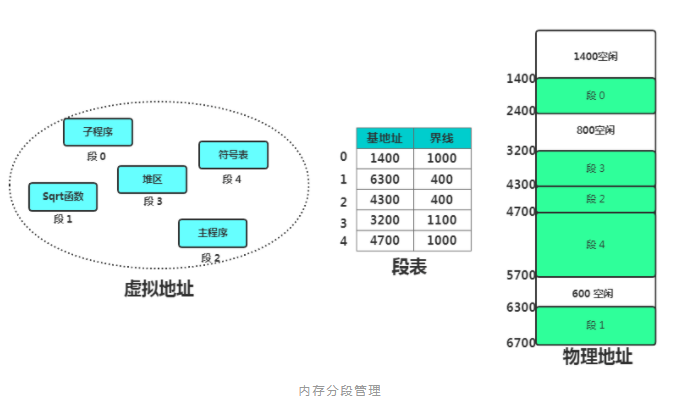 子程序
段 0
符号表
段 4
堆区
段 3
Sqrt函数
段 1
主程序
段 2
虚拟地址
基地址 界线
0 1400 1000
1 6300 400
2 4300 400
3 3200 1100
4 4700 1000
段表
1400空闲
1400
段 0
2400
800空闲
3200
段 3
4300
段 2
4700
段 4
5700
600 空闲
6300
段 1
6700
物理地址
内存分段管理